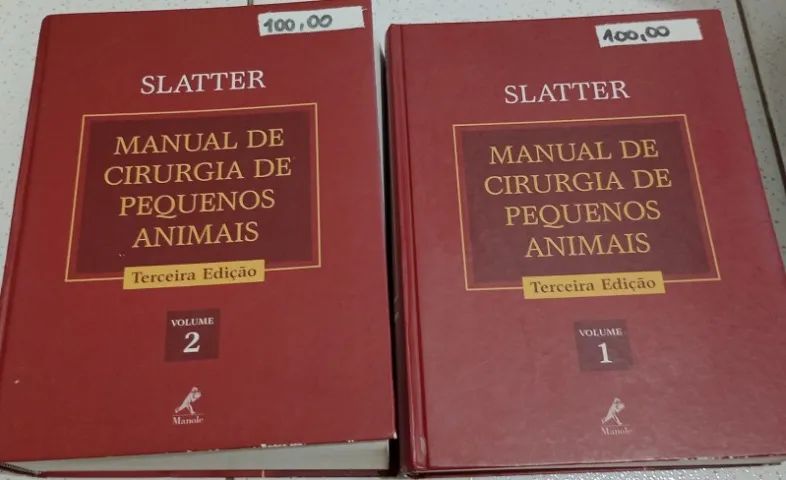 100,00
SLATTER
MANUAL DE
CIRURGIA DE
PEQUENOS
ANIMAIS
Terceira Edição
VOLUME
2
Manole
100,00
SLATTER
MANUAL DE
CIRURGIA DE
PEQUENOS
ANIMAIS
Terceira Edição
VOLUME
1
Manole